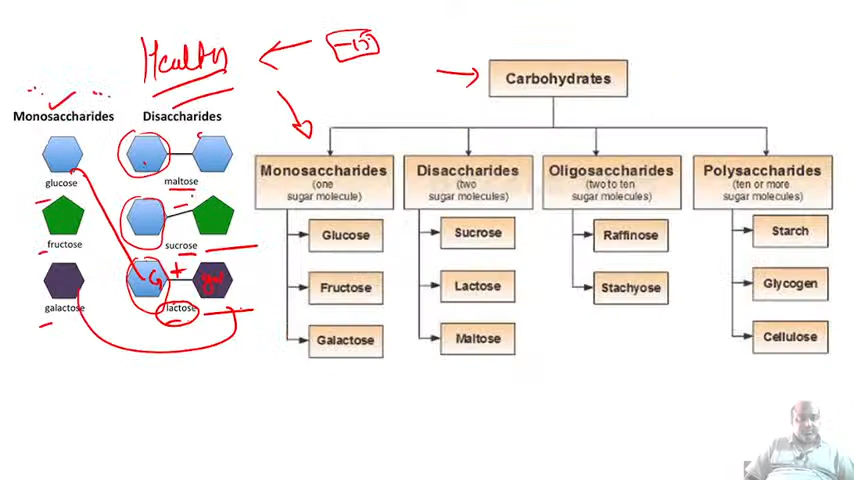 Health
Carbohydrates
Monosaccharides
Disaccharides
glucose
maltose
fructose
sucrose
G
+
gal
galactose
lactose
Monosaccharides
(one
sugar molecule)
Glucose
Fructose
Galactose
Disaccharides
(two
sugar molecules)
Sucrose
Lactose
Maltose
Oligosaccharides
(two to ten
sugar molecules)
Raffinose
Stachyose
Polysaccharides
(ten or more
sugar molecules)
Starch
Glycogen
Cellulose